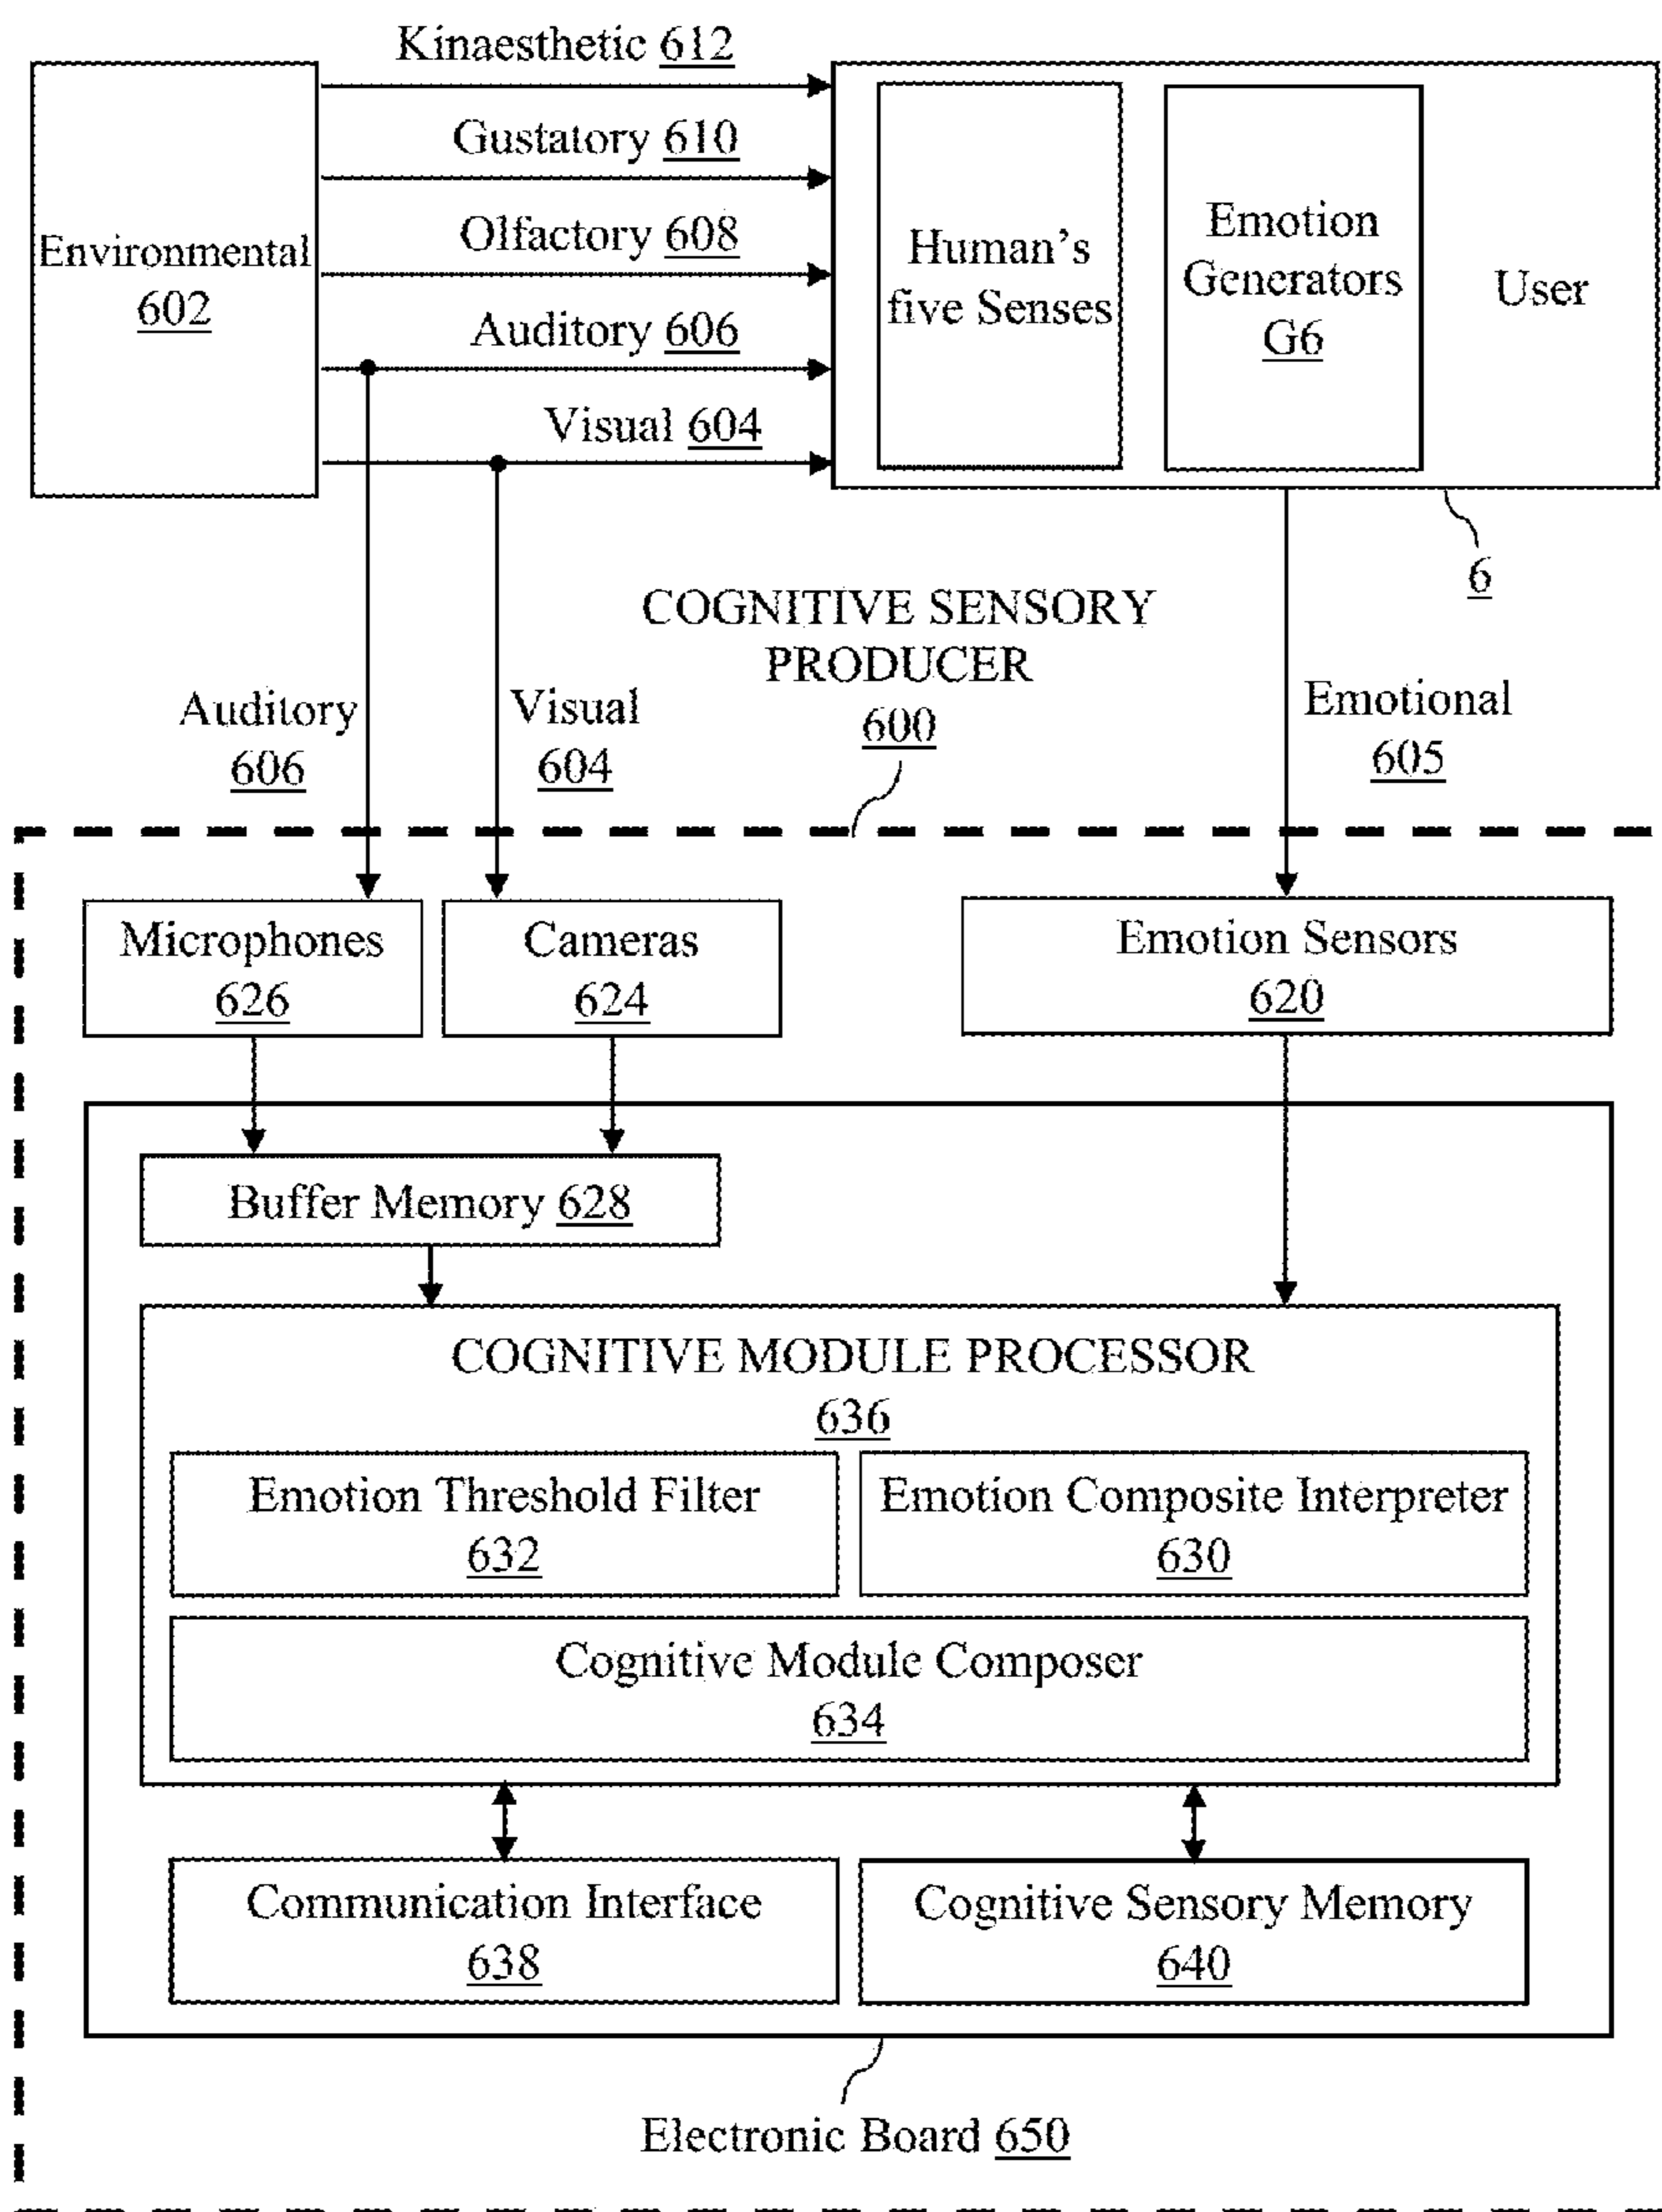 Kinaesthetic 612
Gustatory 610
Olfactory 608
Auditory 606
Visual 604
Environmental
602
Human's
five Senses
Emotion
Generators
G6
User
6
COGNITIVE SENSORY
PRODUCER
600
Auditory
606
Visual
604
Emotional
605
Microphones
626
Cameras
624
Emotion Sensors
620
Buffer Memory 628
COGNITIVE MODULE PROCESSOR
636
Emotion Threshold Filter
632
Emotion Composite Interpreter
630
Cognitive Module Composer
634
Communication Interface
638
Cognitive Sensory Memory
640
Electronic Board 650